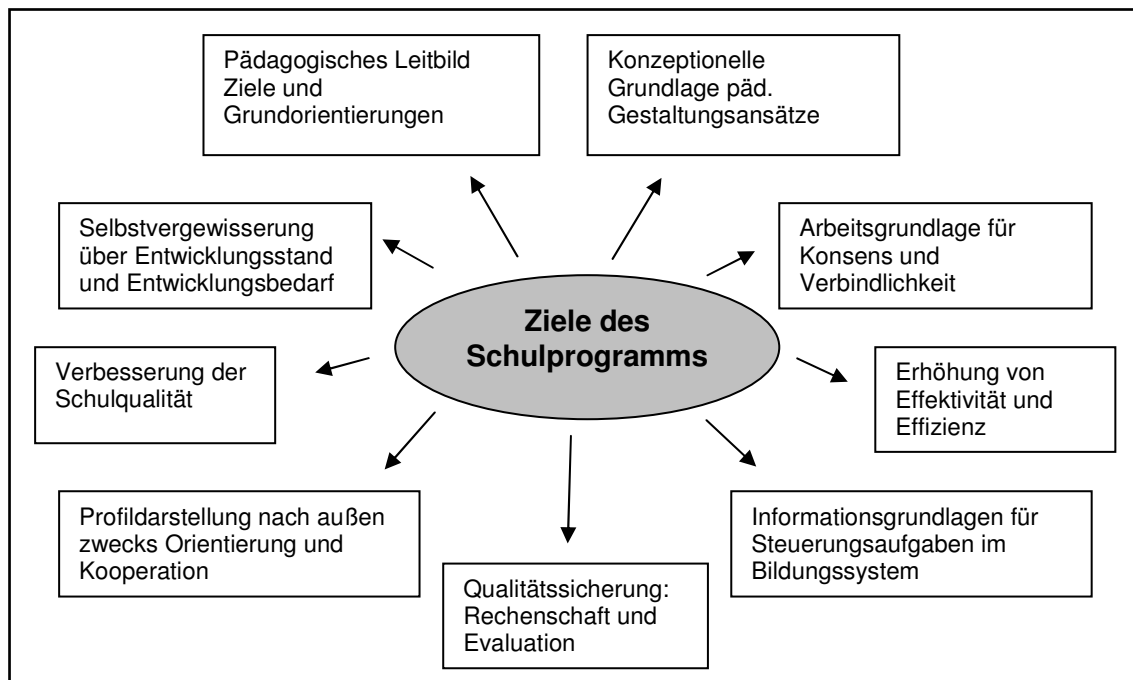 Pädagogisches Leitbild
Ziele und
Grundorientierungen
Konzeptionelle
Grundlage päd.
Gestaltungsansätze
Selbstvergewisserung
über Entwicklungsstand
und Entwicklungsbedarf
Arbeitsgrundlage für
Konsens und
Verbindlichkeit
Ziele des
Schulprogramms
Verbesserung der
Schulqualität
Erhöhung von
Effektivität und
Effizienz
Profildarstellung nach außen
zwecks Orientierung und
Kooperation
Qualitätssicherung:
Rechenschaft und
Evaluation
Informationsgrundlagen für
Steuerungsaufgaben im
Bildungssystem